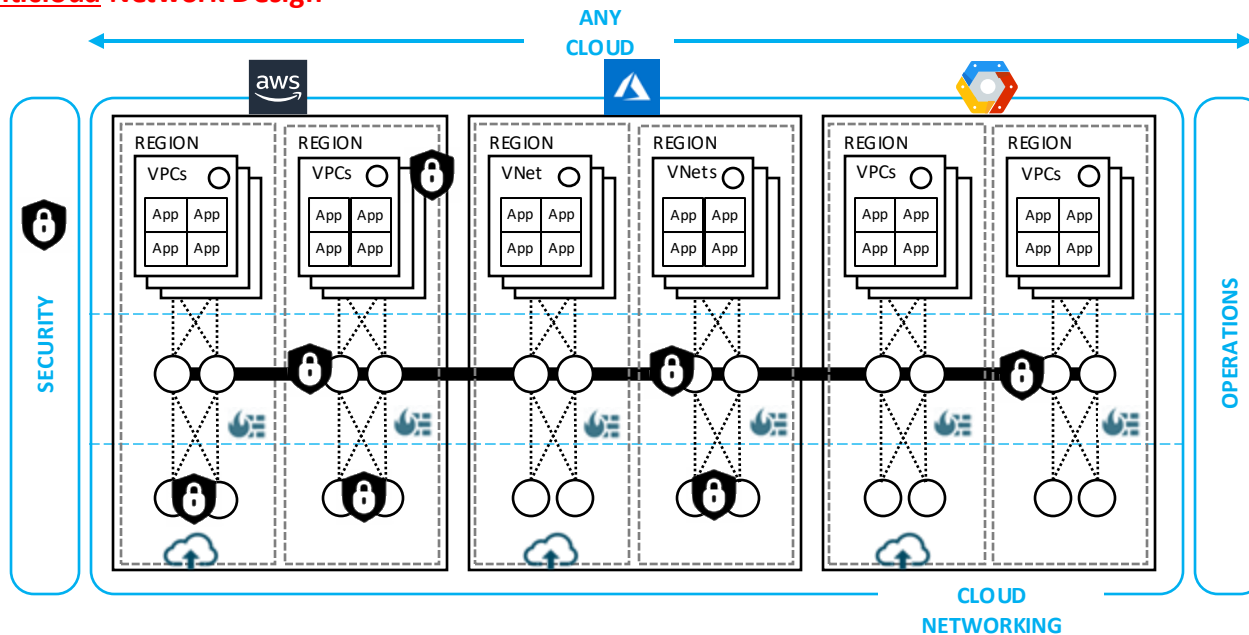 Network Design
ANY
CLOUD
aws
REGION
REGION
REGION
REGION
REGION
REGION
VPCs
VPCs
VNet
VNets
VPCs
VPCs
App App
App App
App App
App App
App App
App App
App App
App App
App App
App App
App App
App App
SECURITY
OPERATIONS
CLOUD
NETWORKING